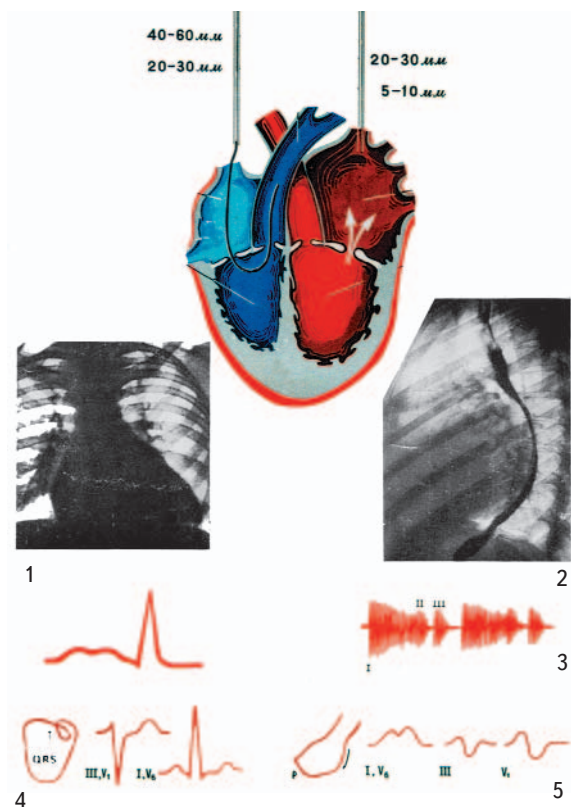 40-60 мм
20-30 мм
20-30 мм
5-10 мм
1
2
II III
I
3
QRS
III, V₁
I, V₆
4
P
I, V₆
III
V₁
5